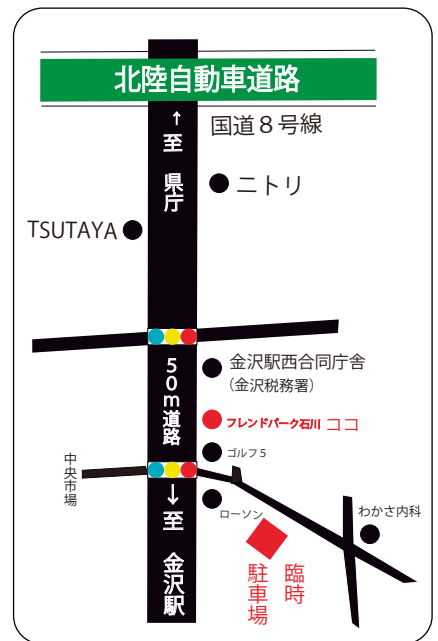 北陸自動車道路
国道８号線
↑至 県庁
ニトリ
TSUTAYA
金沢駅西合同庁舎
（金沢税務署）
50m道路
フレンドパーク石川 ココ
ゴルフ５
中央市場
↓至 金沢駅
ローソン
わかさ内科
臨時
駐車場